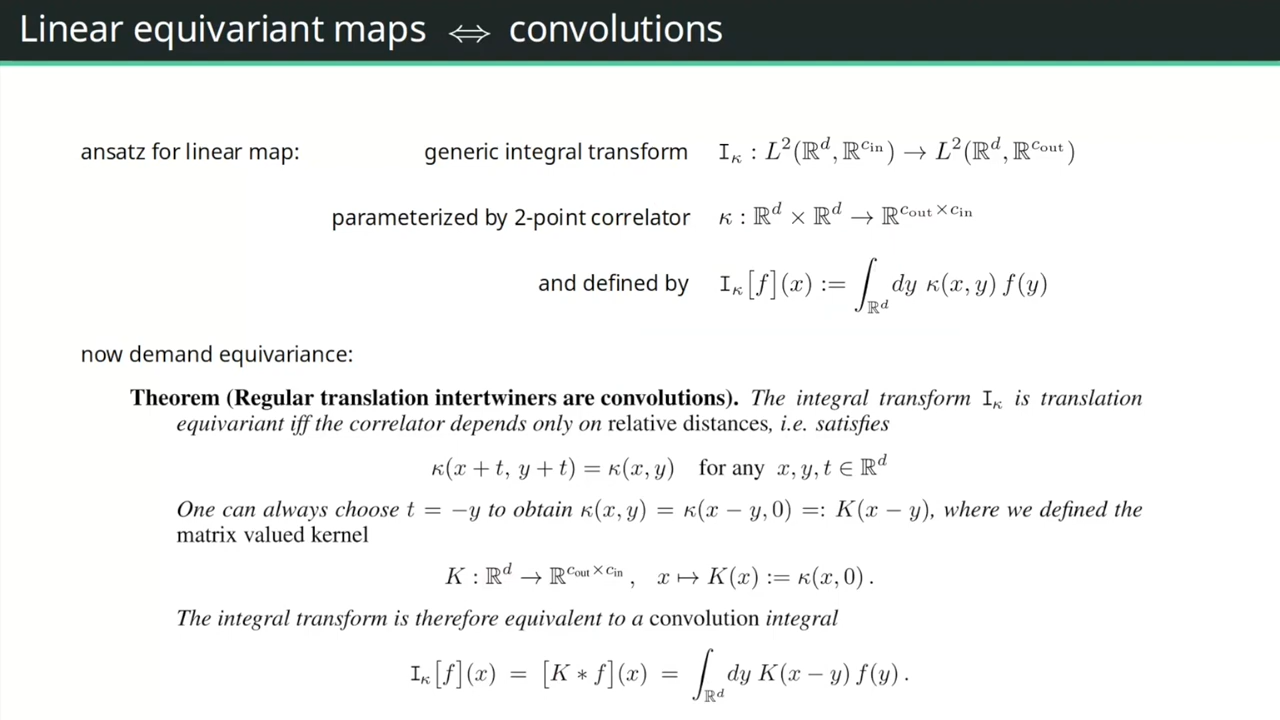 Linear equivariant maps ⇔ convolutions
ansatz for linear map: generic integral transform I_κ : L²(ℝ^d, ℝ^{c_in}) → L²(ℝ^d, ℝ^{c_out})
parameterized by 2-point correlator κ : ℝ^d × ℝ^d → ℝ^{c_out × c_in}
and defined by I_κ[f](x) := ∫_{ℝ^d} dy κ(x, y) f(y)
now demand equivariance:
Theorem (Regular translation intertwiners are convolutions). The integral transform I_κ is translation
equivariant iff the correlator depends only on relative distances, i.e. satisfies
κ(x + t, y + t) = κ(x, y) for any x, y, t ∈ ℝ^d
One can always choose t = −y to obtain κ(x, y) = κ(x − y, 0) =: K(x − y), where we defined the
matrix valued kernel
K : ℝ^d → ℝ^{c_out × c_in} , x ↦ K(x) := κ(x, 0) .
The integral transform is therefore equivalent to a convolution integral
I_κ[f](x) = [K ∗ f](x) = ∫_{ℝ^d} dy K(x − y) f(y) .